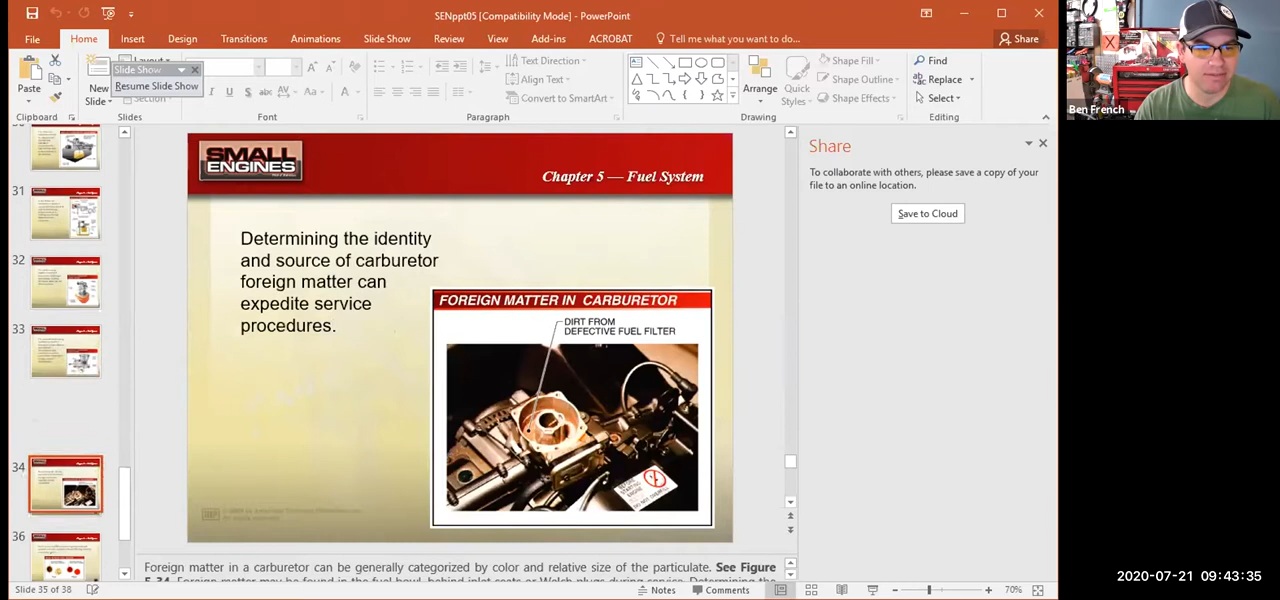 SENppt05 [Compatibility Mode] - PowerPoint
File Home Insert Design Transitions Animations Slide Show Review View Add-ins ACROBAT Tell me what you want to do... Share
Paste
Clipboard
New
Slide
Slide Show
Resume Slide Show
Slides
Font
Paragraph
Text Direction
Align Text
Convert to SmartArt
Arrange
Quick
Styles
Shape Fill
Shape Outline
Shape Effects
Drawing
Find
Replace
Select
Editing
Ben French
31
32
33
34
36
SMALL
ENGINES
Chapter 5 — Fuel System
Determining the identity
and source of carburetor
foreign matter can
expedite service
procedures.
FOREIGN MATTER IN CARBURETOR
DIRT FROM
DEFECTIVE FUEL FILTER
BEFORE
STARTING
ENGINE
Foreign matter in a carburetor can be generally categorized by color and relative size of the particulate. See Figure
Share
To collaborate with others, please save a copy of your
file to an online location.
Save to Cloud
Slide 35 of 38
Notes
Comments
70%
2020-07-21 09:43:35